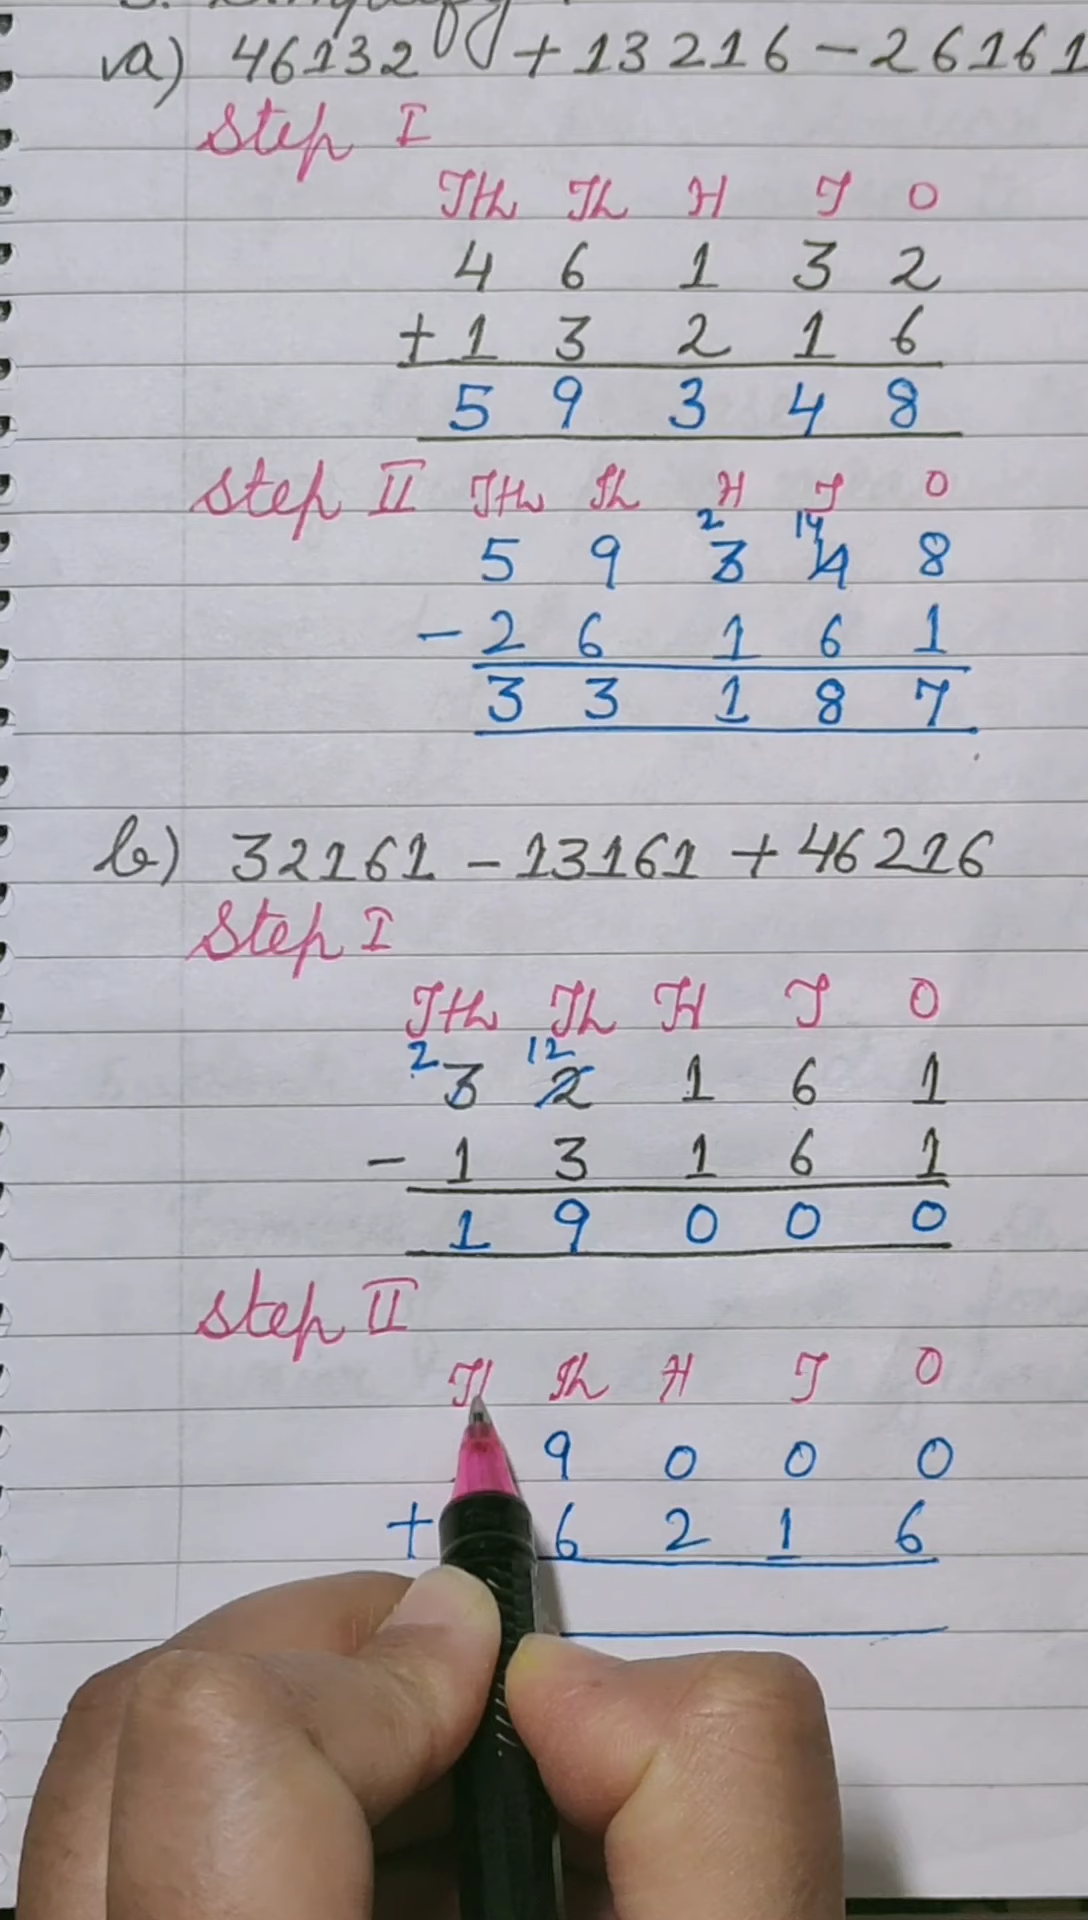 a) 46132 + 13216 - 26161
Step I
Tth Th H T O
4 6 1 3 2
+ 1 3 2 1 6
5 9 3 4 8
Step II Tth Th H T O
2 14
5 9 3 4 8
- 2 6 1 6 1
3 3 1 8 7
b) 32161 - 13161 + 46216
Step I
Tth Th H T O
2 12
3 2 1 6 1
- 1 3 1 6 1
1 9 0 0 0
Step II
Th H T O
9 0 0 0
+ 6 2 1 6